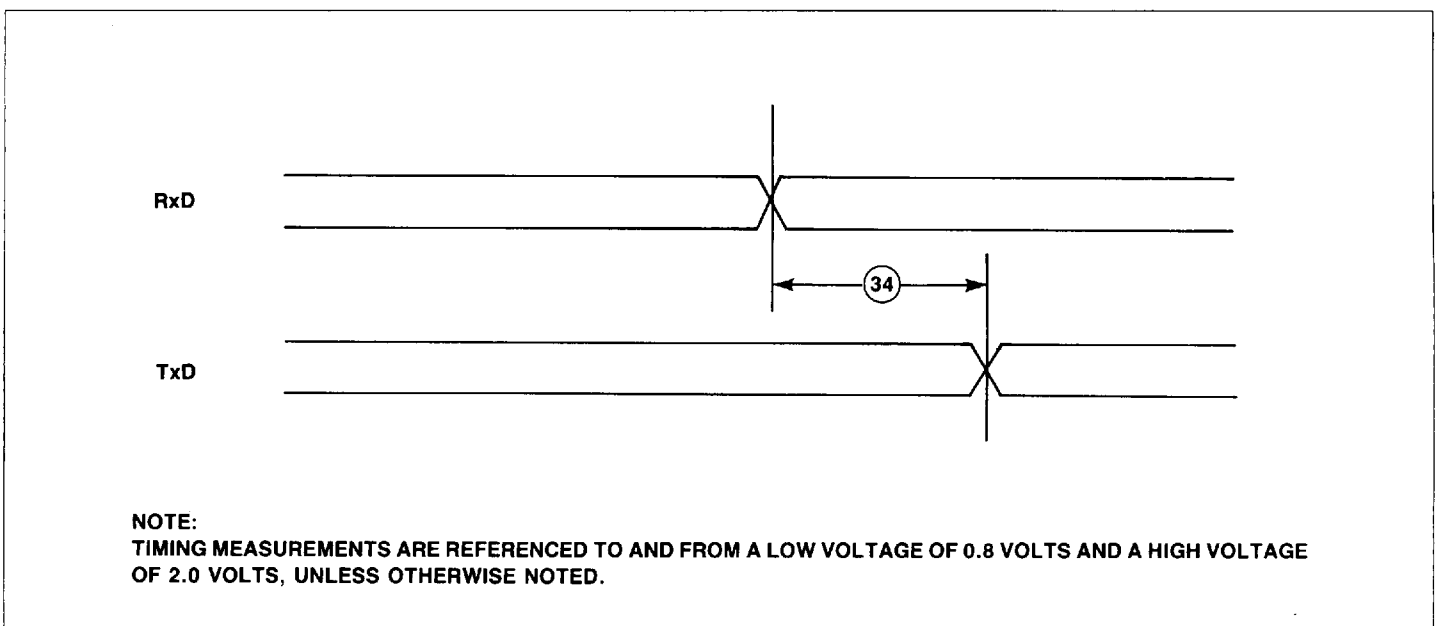 RxD
34
TxD
NOTE:
TIMING MEASUREMENTS ARE REFERENCED TO AND FROM A LOW VOLTAGE OF 0.8 VOLTS AND A HIGH VOLTAGE
OF 2.0 VOLTS, UNLESS OTHERWISE NOTED.